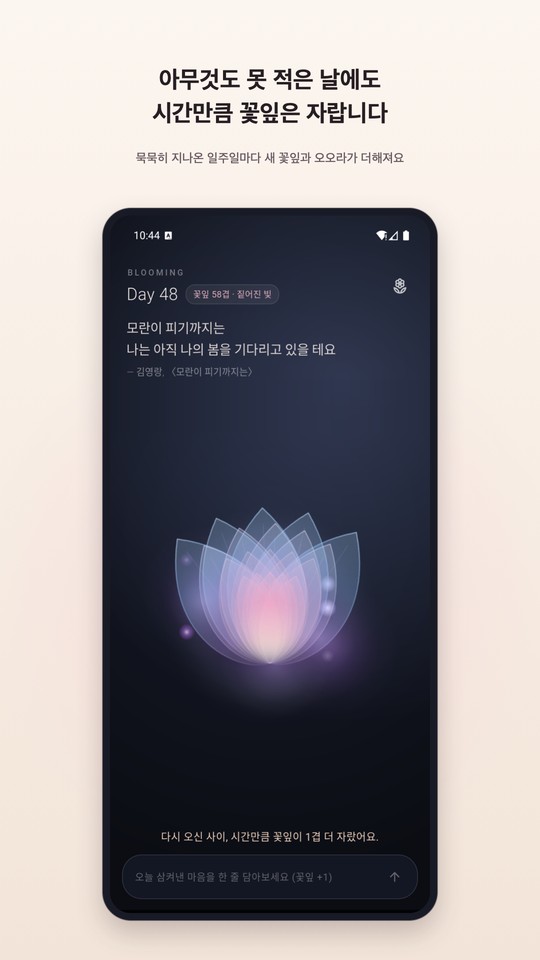 아무것도 못 적은 날에도
시간만큼 꽃잎은 자랍니다
묵묵히 지나온 일주일마다 새 꽃잎과 오오라가 더해져요
10:44
BLOOMING
Day 48 꽃잎 58겹 · 짙어진 빛
모란이 피기까지는
나는 아직 나의 봄을 기다리고 있을 테요
— 김영랑, 〈모란이 피기까지는〉
다시 오신 사이, 시간만큼 꽃잎이 1겹 더 자랐어요.
오늘 삼켜낸 마음을 한 줄 담아보세요 (꽃잎 +1)